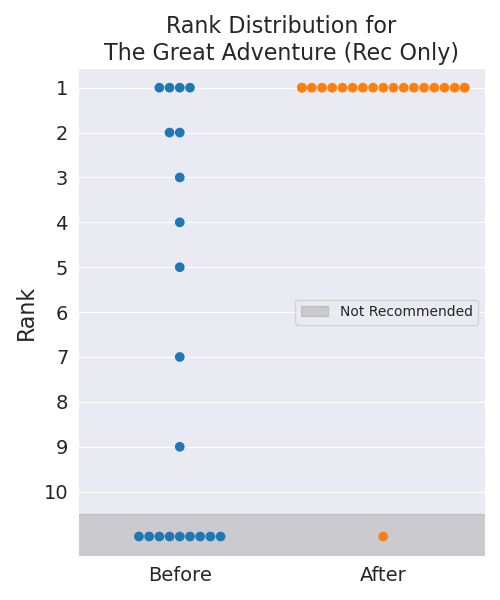 Rank Distribution for
The Great Adventure (Rec Only)
1
2
3
4
5
6
7
8
9
10
Rank
Not Recommended
Before
After